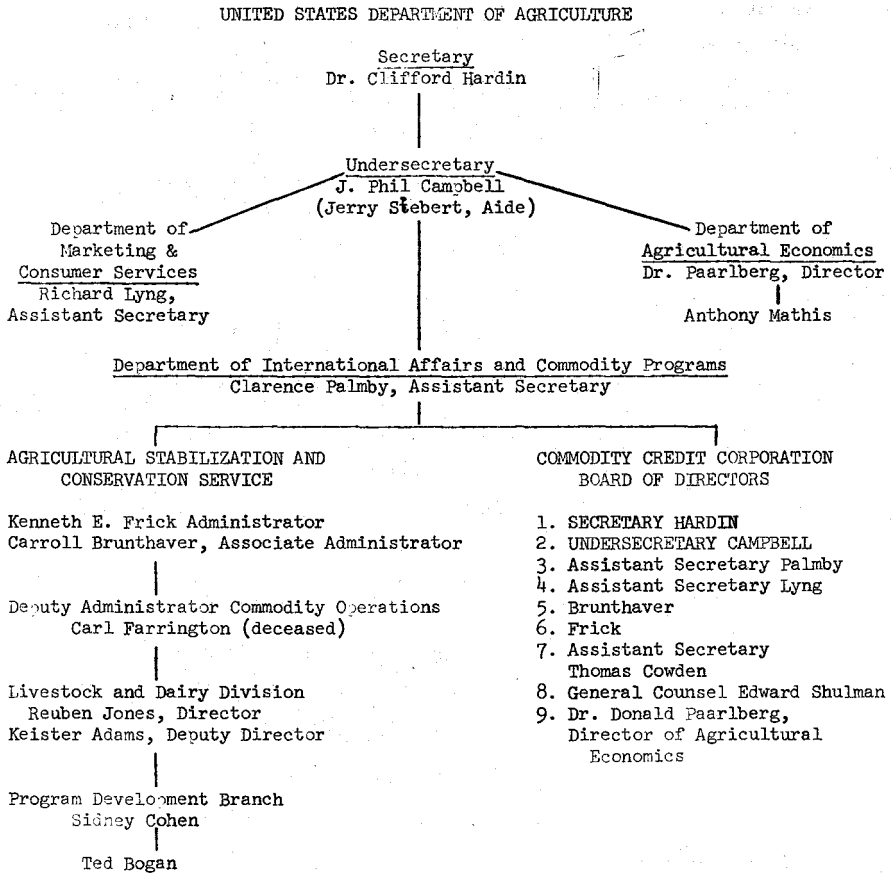 UNITED STATES DEPARTMENT OF AGRICULTURE
Secretary
Dr. Clifford Hardin
Undersecretary
J. Phil Campbell
(Jerry Siebert, Aide)
Department of
Marketing &
Consumer Services
Richard Lyng,
Assistant Secretary
Department of
Agricultural Economics
Dr. Paarlberg, Director
Anthony Mathis
Department of International Affairs and Commodity Programs
Clarence Palmby, Assistant Secretary
AGRICULTURAL STABILIZATION AND
CONSERVATION SERVICE
Kenneth E. Frick Administrator
Carroll Brunthaver, Associate Administrator
Deputy Administrator Commodity Operations
Carl Farrington (deceased)
Livestock and Dairy Division
Reuben Jones, Director
Keister Adams, Deputy Director
Program Development Branch
Sidney Cohen
Ted Bogan
COMMODITY CREDIT CORPORATION
BOARD OF DIRECTORS
1. SECRETARY HARDIN
2. UNDERSECRETARY CAMPBELL
3. Assistant Secretary Palmby
4. Assistant Secretary Lyng
5. Brunthaver
6. Frick
7. Assistant Secretary
Thomas Cowden
8. General Counsel Edward Shulman
9. Dr. Donald Paarlberg,
Director of Agricultural
Economics